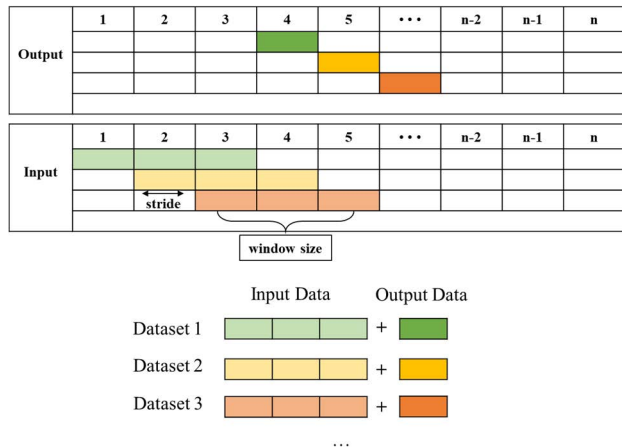 1 2 3 4 5 ... n-2 n-1 n
Output
1 2 3 4 5 ... n-2 n-1 n
Input
stride
window size
Input Data Output Data
Dataset 1 +
Dataset 2 +
Dataset 3 +
...